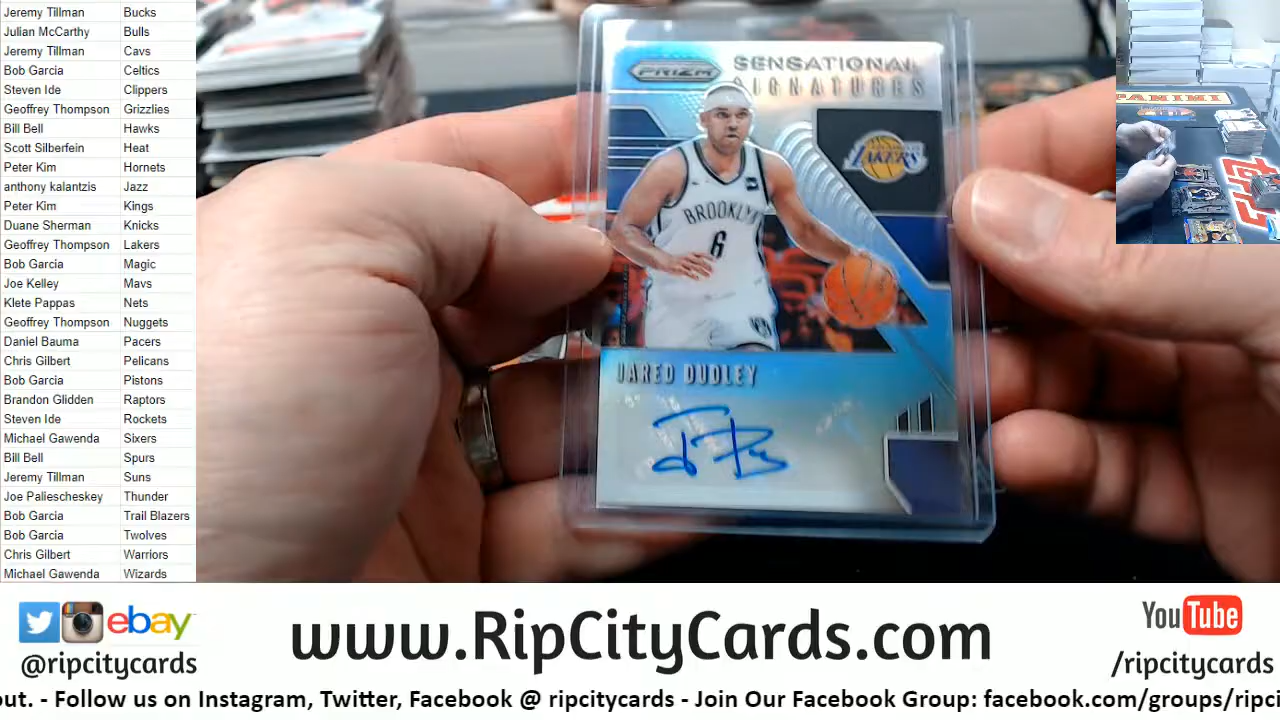 Jeremy Tillman Bucks
Julian McCarthy Bulls
Jeremy Tillman Cavs
Bob Garcia Celtics
Steven Ide Clippers
Geoffrey Thompson Grizzlies
Bill Bell Hawks
Scott Silberfein Heat
Peter Kim Hornets
anthony kalantzis Jazz
Peter Kim Kings
Duane Sherman Knicks
Geoffrey Thompson Lakers
Bob Garcia Magic
Joe Kelley Mavs
Klete Pappas Nets
Geoffrey Thompson Nuggets
Daniel Bauma Pacers
Chris Gilbert Pelicans
Bob Garcia Pistons
Brandon Glidden Raptors
Steven Ide Rockets
Michael Gawenda Sixers
Bill Bell Spurs
Jeremy Tillman Suns
Joe Paliescheskey Thunder
Bob Garcia Trail Blazers
Bob Garcia Twolves
Chris Gilbert Warriors
Michael Gawenda Wizards
PRIZM
SENSATIONAL
SIGNATURES
LAKERS
BROOKLYN
6
JARED DUDLEY
PANINI
ebay
@ripcitycards
www.RipCityCards.com
YouTube
/ripcitycards
out. - Follow us on Instagram, Twitter, Facebook @ ripcitycards - Join Our Facebook Group: facebook.com/groups/ripci